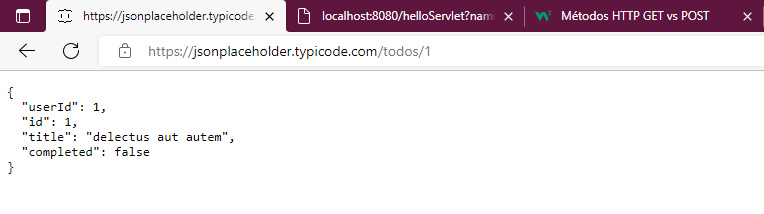 https://jsonplaceholder.typicode
localhost:8080/helloServlet?nam
Métodos HTTP GET vs POST
https://jsonplaceholder.typicode.com/todos/1
{
  "userId": 1,
  "id": 1,
  "title": "delectus aut autem",
  "completed": false
}